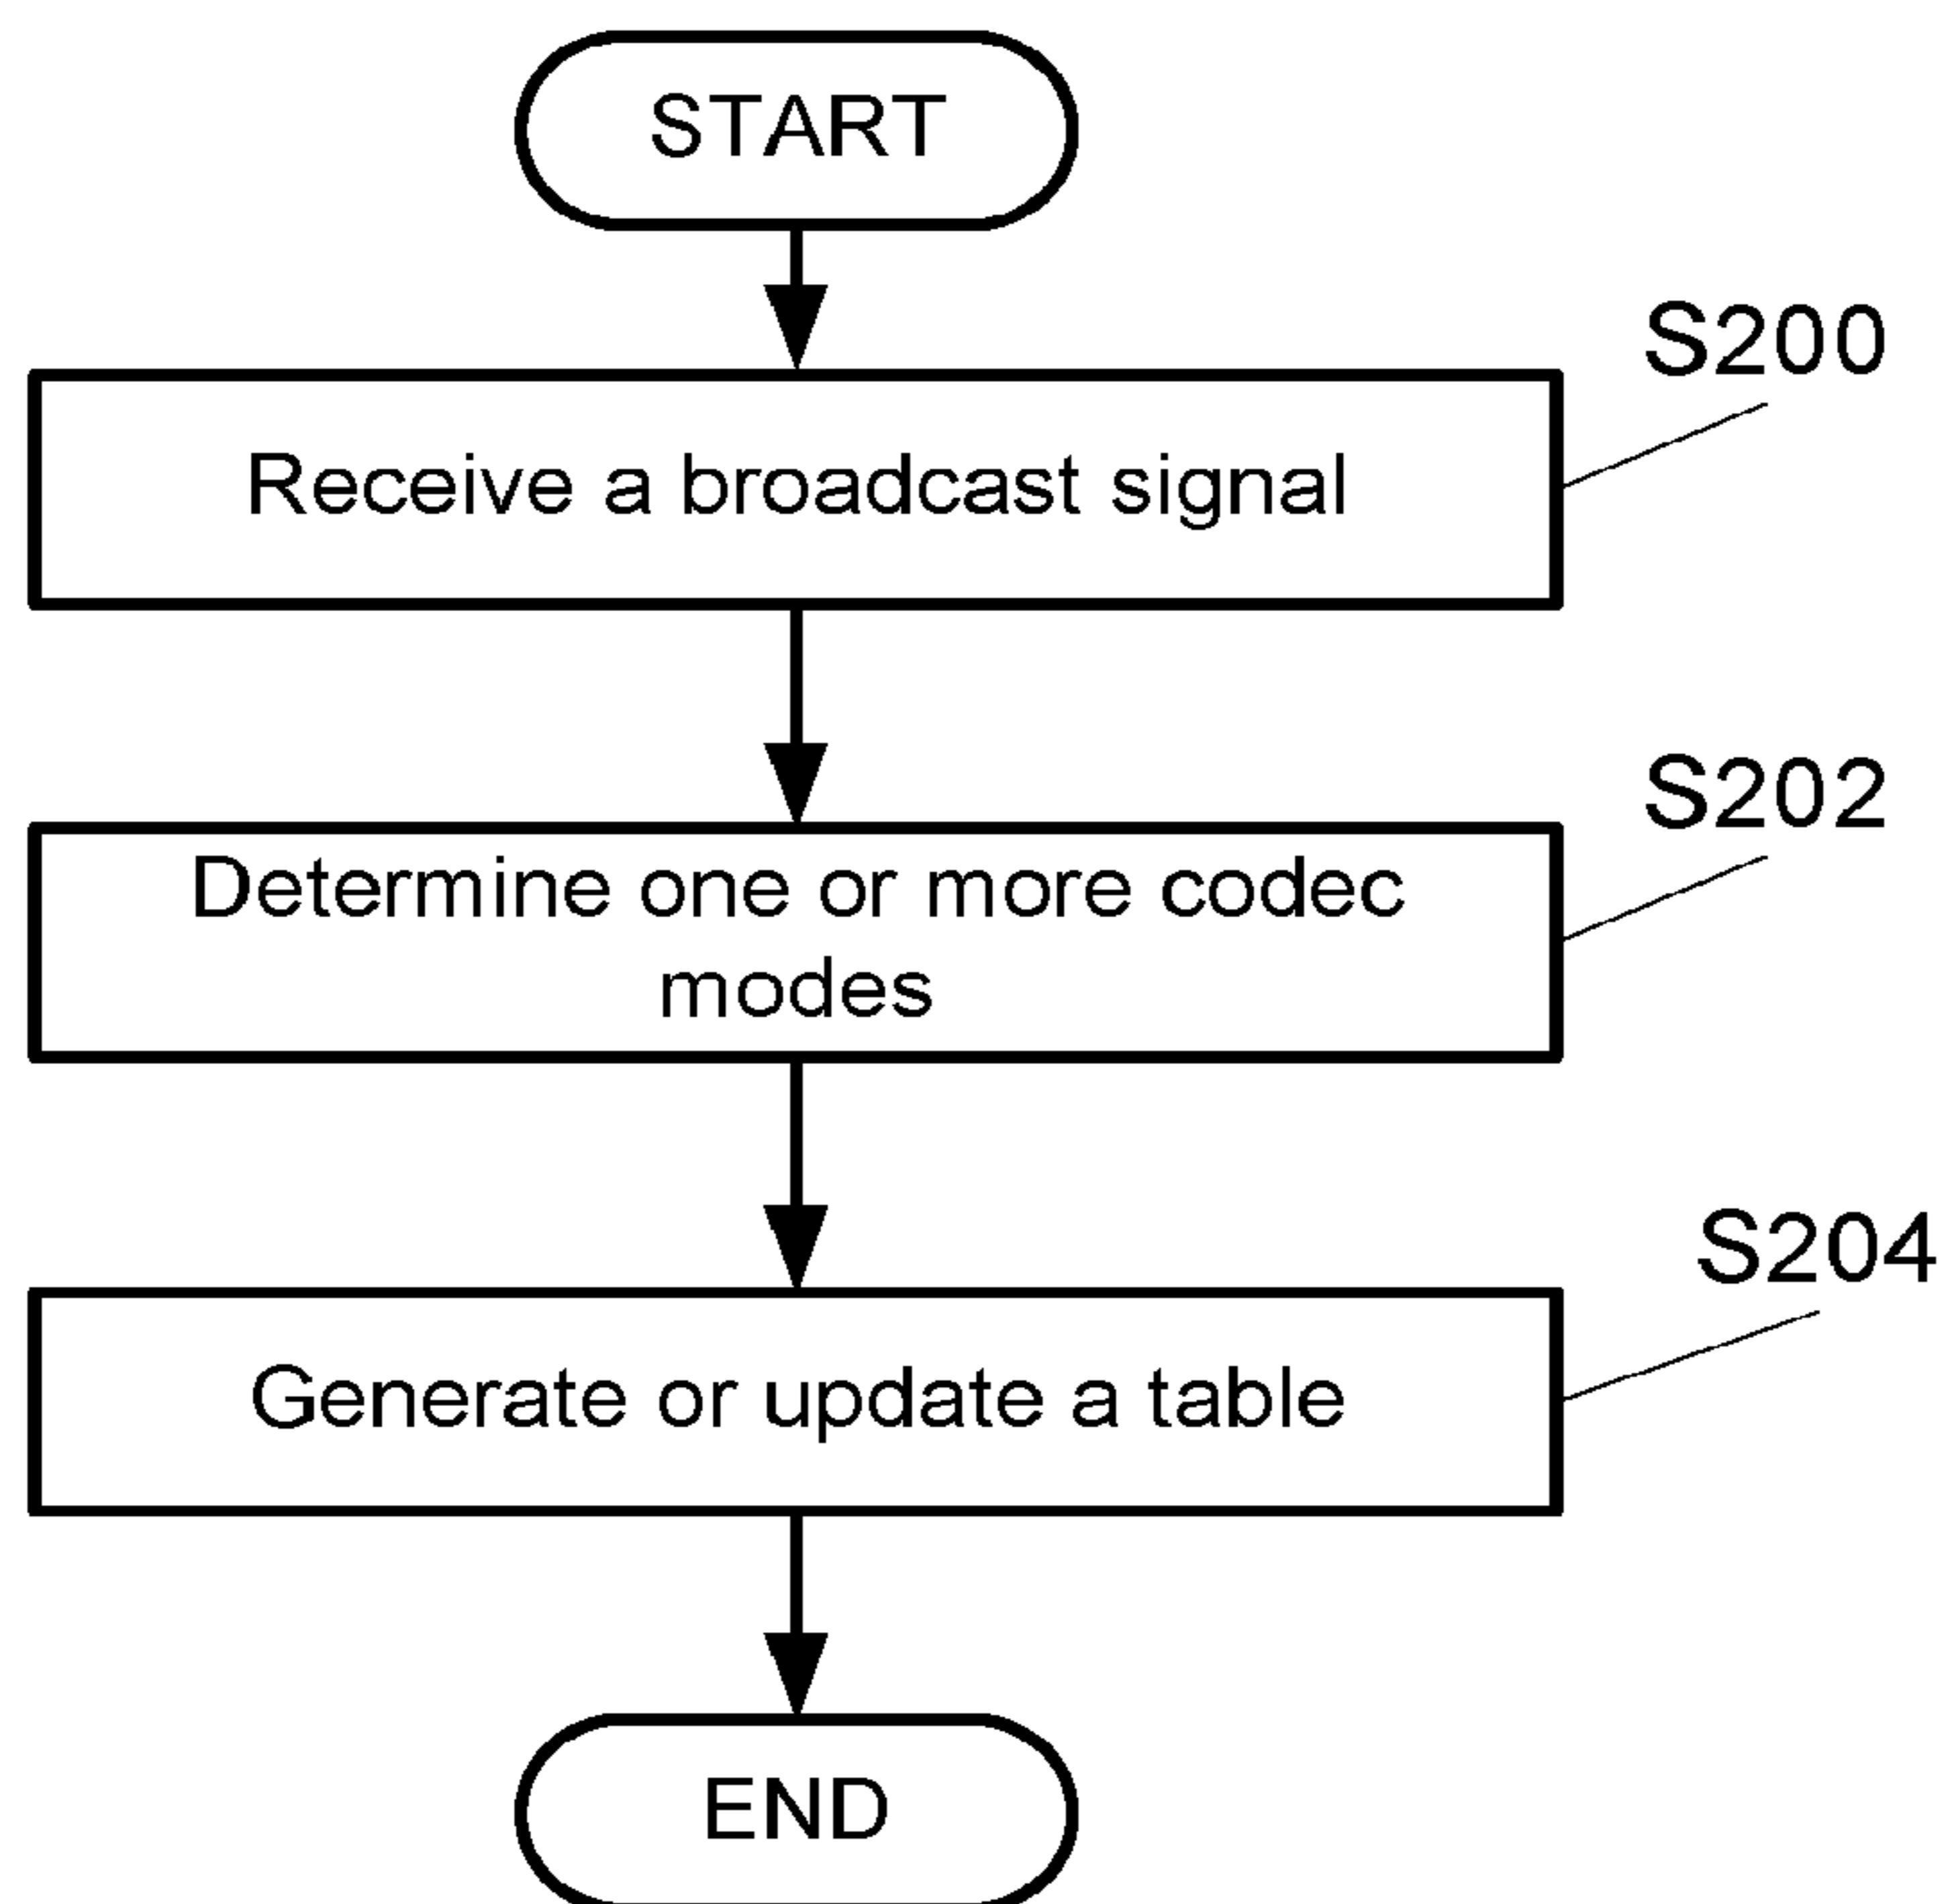 START
S200
Receive a broadcast signal
S202
Determine one or more codec
modes
S204
Generate or update a table
END